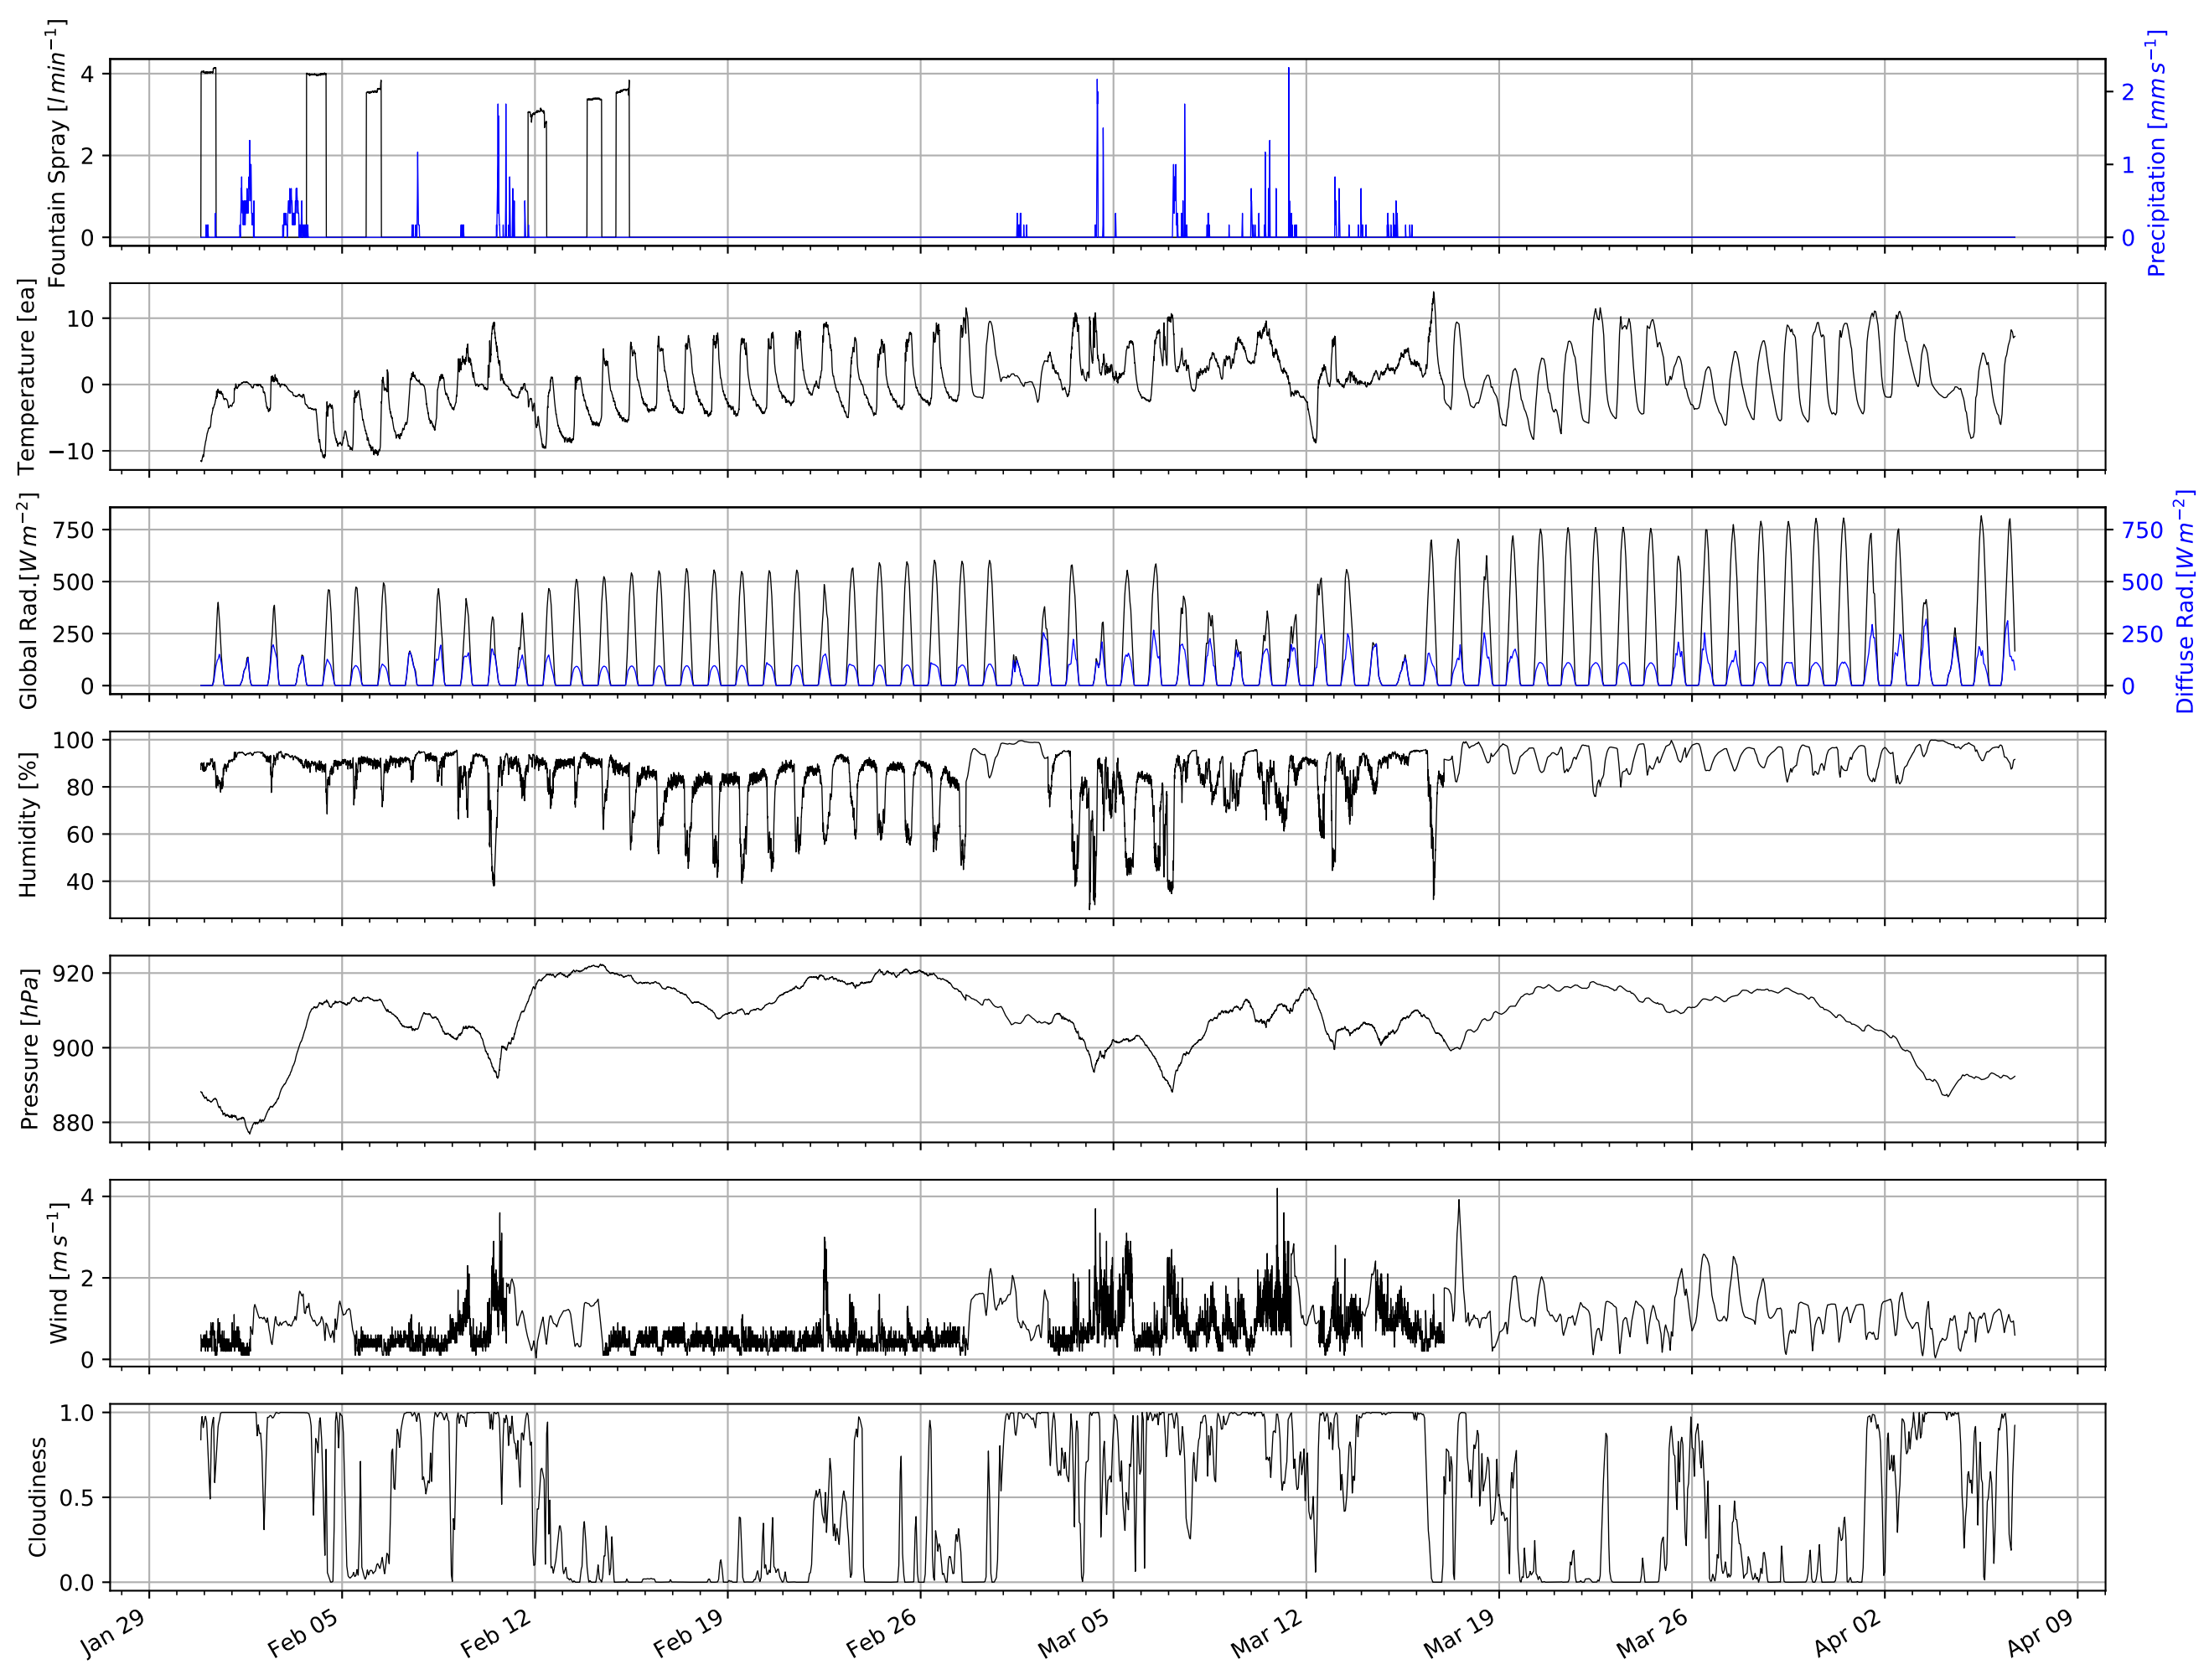 Fountain Spray [l min⁻¹]
4
2
0
2
1
0
Precipitation [mm s⁻¹]
Temperature [ea]
10
0
−10
Global Rad.[W m⁻²]
750
500
250
0
750
500
250
0
Diffuse Rad.[W m⁻²]
Humidity [%]
100
80
60
40
Pressure [hPa]
920
900
880
Wind [m s⁻¹]
4
2
0
Cloudiness
1.0
0.5
0.0
Jan 29
Feb 05
Feb 12
Feb 19
Feb 26
Mar 05
Mar 12
Mar 19
Mar 26
Apr 02
Apr 09